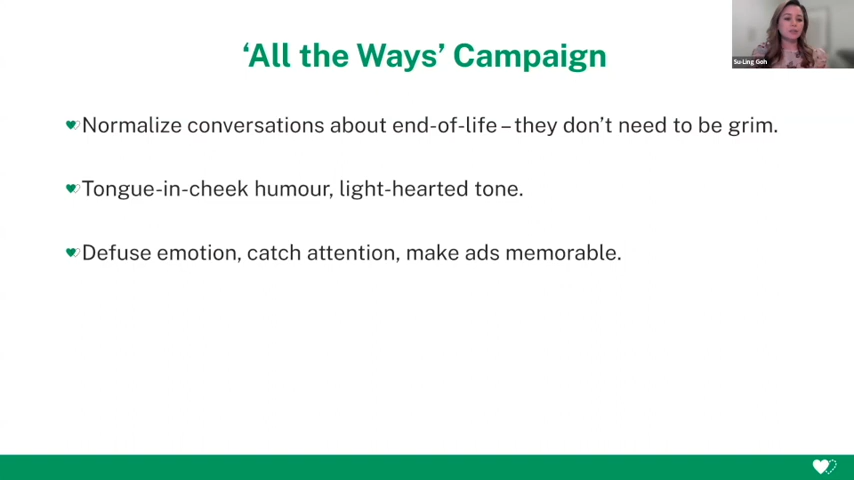 ‘All the Ways’ Campaign
Su-Ling Goh
Normalize conversations about end-of-life – they don’t need to be grim.
Tongue-in-cheek humour, light-hearted tone.
Defuse emotion, catch attention, make ads memorable.